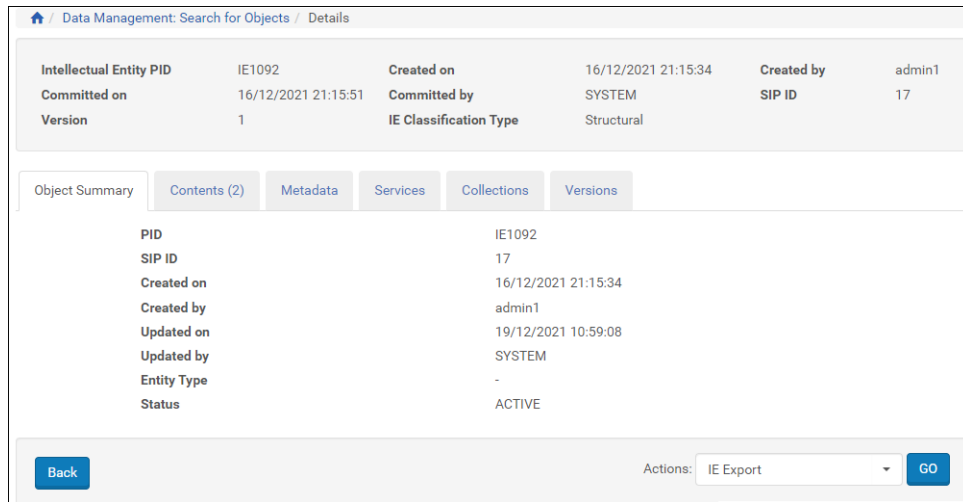 / Data Management: Search for Objects / Details
Intellectual Entity PID IE1092 Created on 16/12/2021 21:15:34 Created by admin1
Committed on 16/12/2021 21:15:51 Committed by SYSTEM SIP ID 17
Version 1 IE Classification Type Structural
Object Summary Contents (2) Metadata Services Collections Versions
PID IE1092
SIP ID 17
Created on 16/12/2021 21:15:34
Created by admin1
Updated on 19/12/2021 10:59:08
Updated by SYSTEM
Entity Type -
Status ACTIVE
Back Actions: IE Export GO